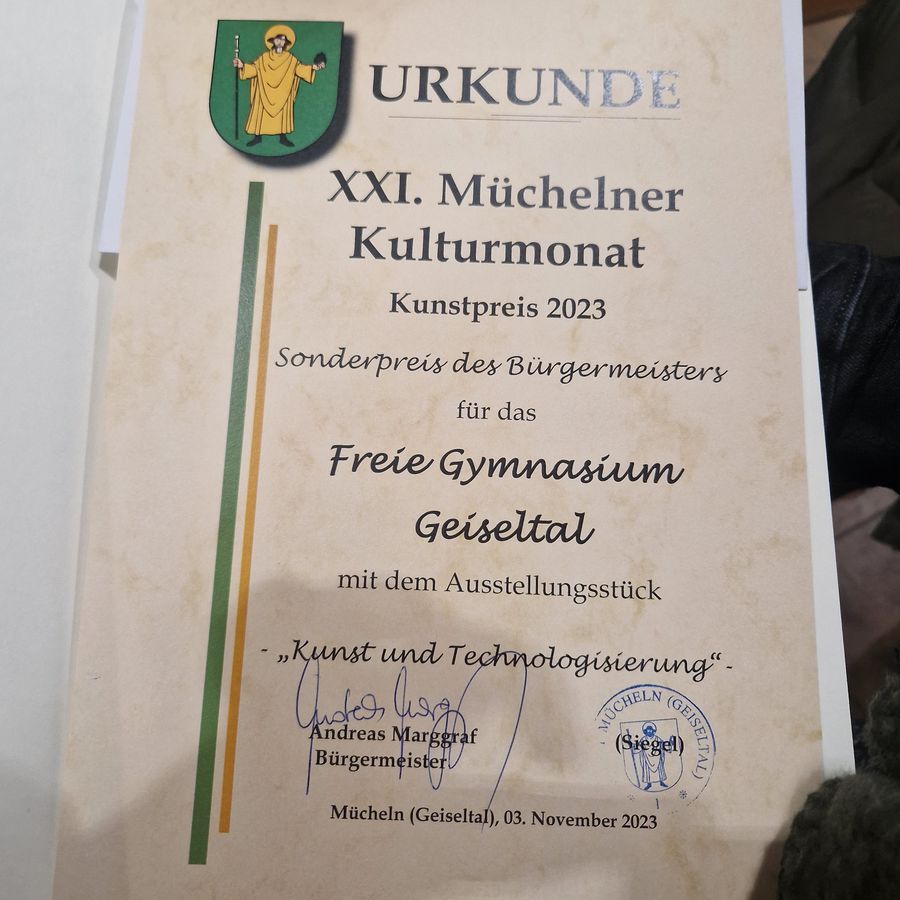 URKUNDE
XXI. Müchelner
Kulturmonat
Kunstpreis 2023
Sonderpreis des Bürgermeisters
für das
Freie Gymnasium
Geiseltal
mit dem Ausstellungsstück
- „Kunst und Technologisierung“ -
Andreas Marggraf
Bürgermeister
(Siegel)
MÜCHELN (GEISELTAL)
Mücheln (Geiseltal), 03. November 2023